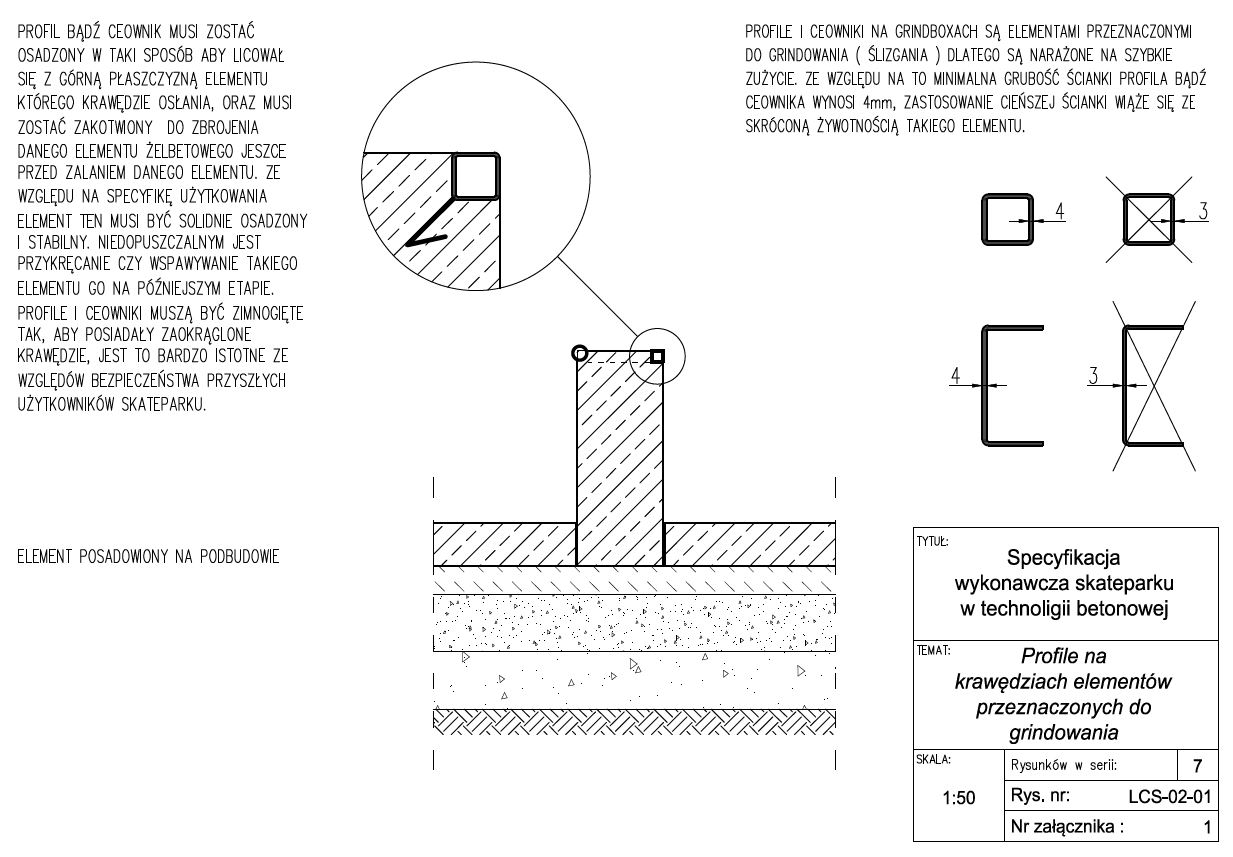 PROFIL BĄDŹ CEOWNIK MUSI ZOSTAĆ
OSADZONY W TAKI SPOSÓB ABY LICOWAŁ
SIĘ Z GÓRNĄ PŁASZCZYZNĄ ELEMENTU
KTÓREGO KRAWĘDZIE OSŁANIA, ORAZ MUSI
ZOSTAĆ ZAKOTWIONY DO ZBROJENIA
DANEGO ELEMENTU ŻELBETOWEGO JESZCE
PRZED ZALANIEM DANEGO ELEMENTU. ZE
WZGLĘDU NA SPECYFIKĘ UŻYTKOWANIA
ELEMENT TEN MUSI BYĆ SOLIDNIE OSADZONY
I STABILNY. NIEDOPUSZCZALNYM JEST
PRZYKRĘCANIE CZY WSPAWYWANIE TAKIEGO
ELEMENTU GO NA PÓŹNIEJSZYM ETAPIE.
PROFILE I CEOWNIKI MUSZĄ BYĆ ZIMNOGIĘTE
TAK, ABY POSIADAŁY ZAOKRĄGLONE
KRAWĘDZIE, JEST TO BARDZO ISTOTNE ZE
WZGLĘDÓW BEZPIECZEŃSTWA PRZYSZŁYCH
UŻYTKOWNIKÓW SKATEPARKU.
PROFILE I CEOWNIKI NA GRINDBOXACH SĄ ELEMENTAMI PRZEZNACZONYMI
DO GRINDOWANIA ( ŚLIZGANIA ) DLATEGO SĄ NARAŻONE NA SZYBKIE
ZUŻYCIE. ZE WZGLĘDU NA TO MINIMALNA GRUBOŚĆ ŚCIANKI PROFILA BĄDŹ
CEOWNIKA WYNOSI 4mm, ZASTOSOWANIE CIEŃSZEJ ŚCIANKI WIĄŻE SIĘ ZE
SKRÓCONĄ ŻYWOTNOŚCIĄ TAKIEGO ELEMENTU.
4
3
4
3
ELEMENT POSADOWIONY NA PODBUDOWIE
TYTUŁ:
Specyfikacja
wykonawcza skateparku
w technoligii betonowej
TEMAT:
Profile na
krawędziach elementów
przeznaczonych do
grindowania
SKALA:
1:50
Rysunków w serii: 7
Rys. nr: LCS-02-01
Nr załącznika : 1